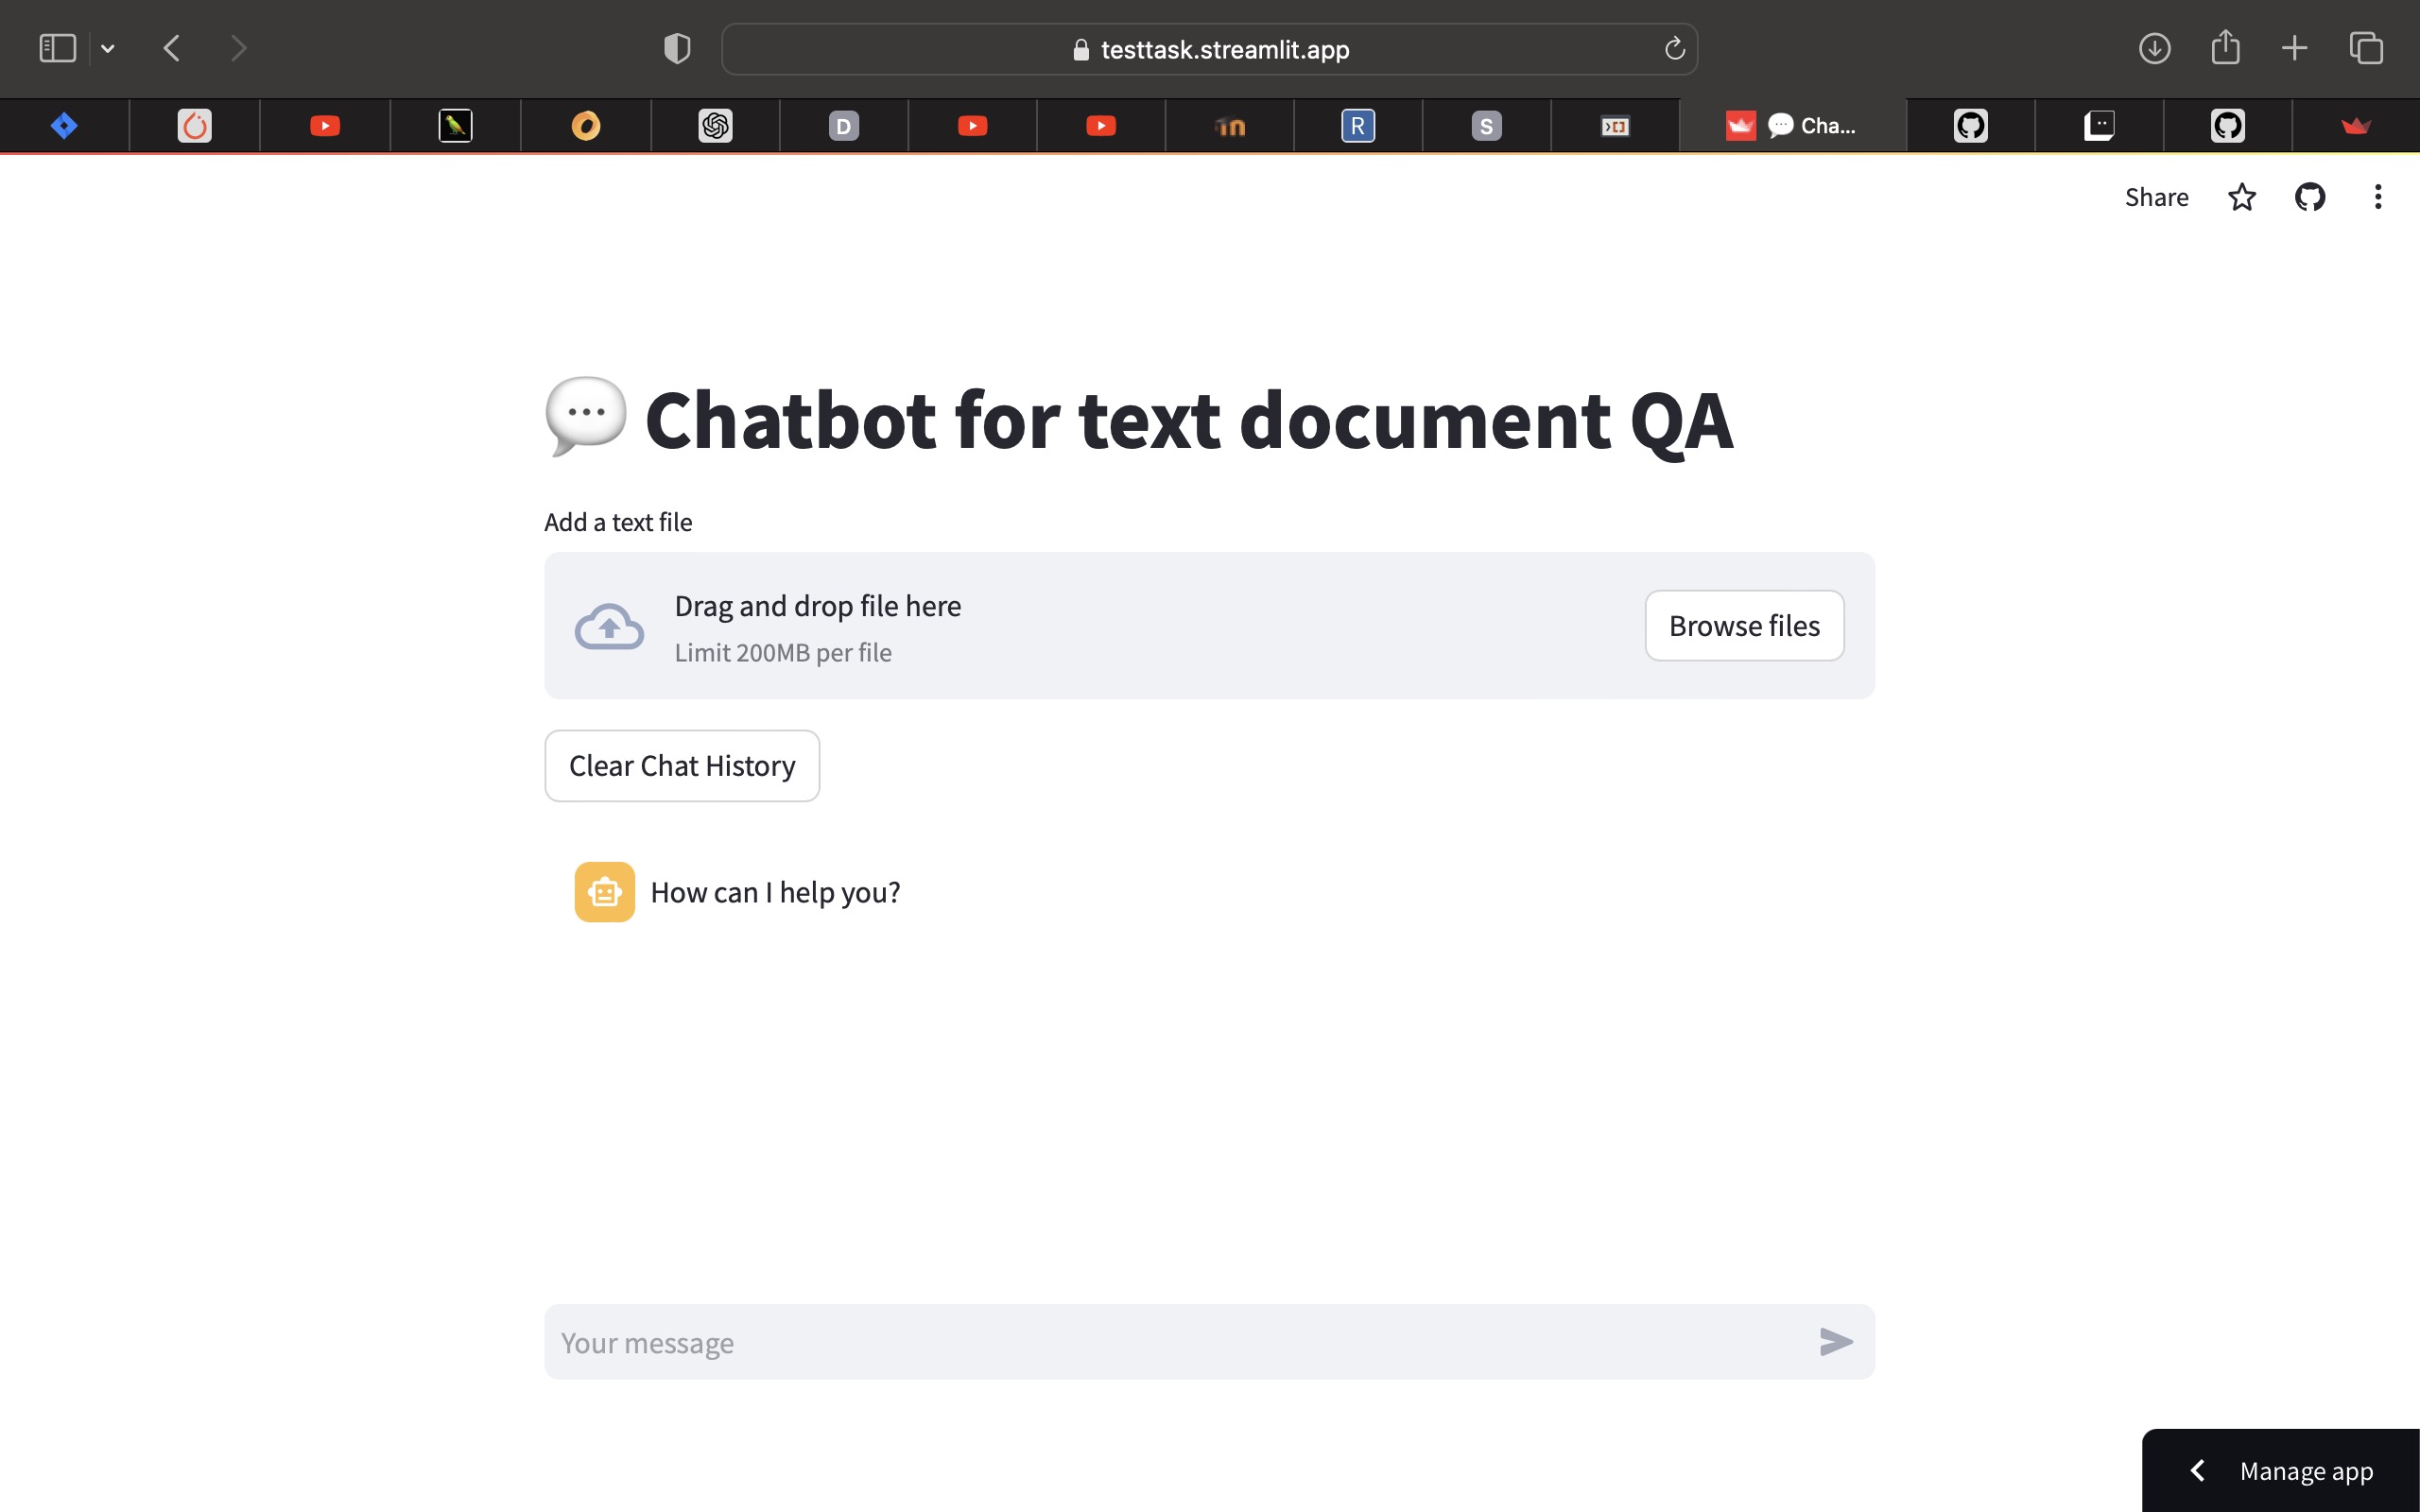 testtask.streamlit.app
D
R
S
Cha...
Share
Chatbot for text document QA
Add a text file
Drag and drop file here
Limit 200MB per file
Browse files
Clear Chat History
How can I help you?
Your message
Manage app